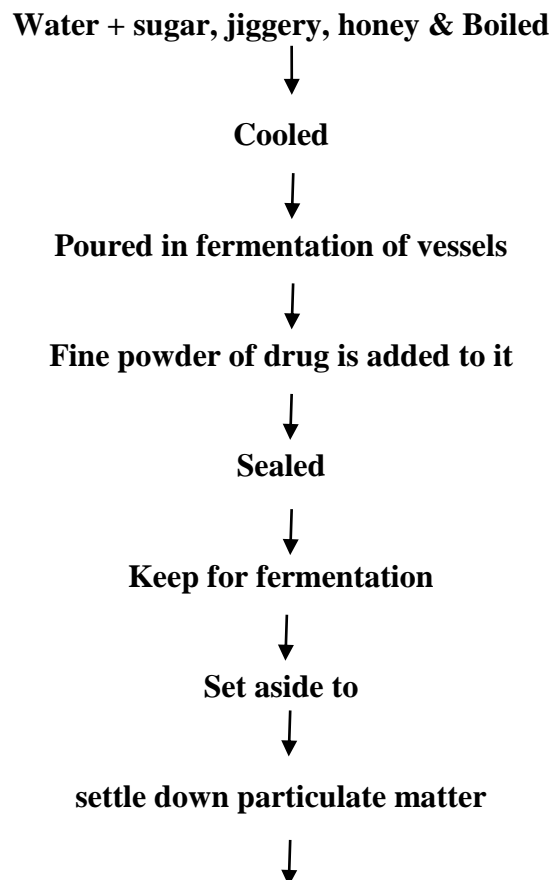 Water + sugar, jiggery, honey & Boiled
Cooled
Poured in fermentation of vessels
Fine powder of drug is added to it
Sealed
Keep for fermentation
Set aside to
settle down particulate matter